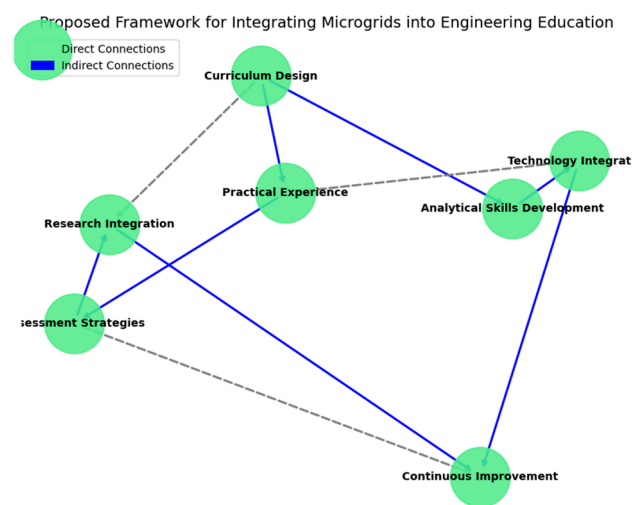 Proposed Framework for Integrating Microgrids into Engineering Education
Direct Connections
Indirect Connections
Curriculum Design
Technology Integrat
Practical Experience
Analytical Skills Development
Research Integration
sessment Strategies
Continuous Improvement